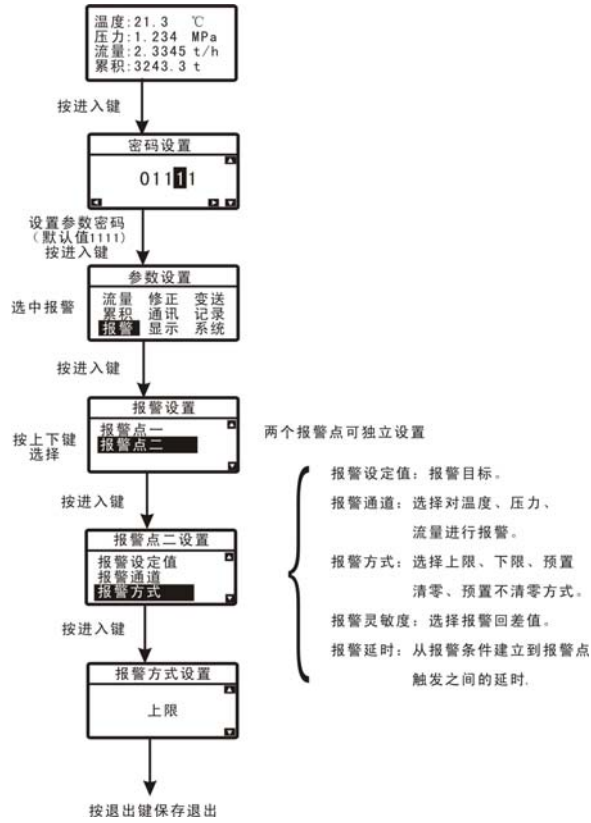 温度:21.3 ℃
压力:1.234 MPa
流量:2.3345 t/h
累积:3243.3 t
按进入键
密码设置
01111
设置参数密码
（默认值1111）
按进入键
参数设置
选中报警
流量 修正 变送
累积 通讯 记录
报警 显示 系统
按进入键
报警设置
按上下键
选择
报警点一
报警点二
两个报警点可独立设置
按进入键
报警点二设置
报警设定值
报警通道
报警方式
报警设定值：报警目标。
报警通道：选择对温度、压力、
流量进行报警。
报警方式：选择上限、下限、预置
清零、预置不清零方式。
报警灵敏度：选择报警回差值。
报警延时：从报警条件建立到报警点
触发之间的延时.
按进入键
报警方式设置
上限
按退出键保存退出